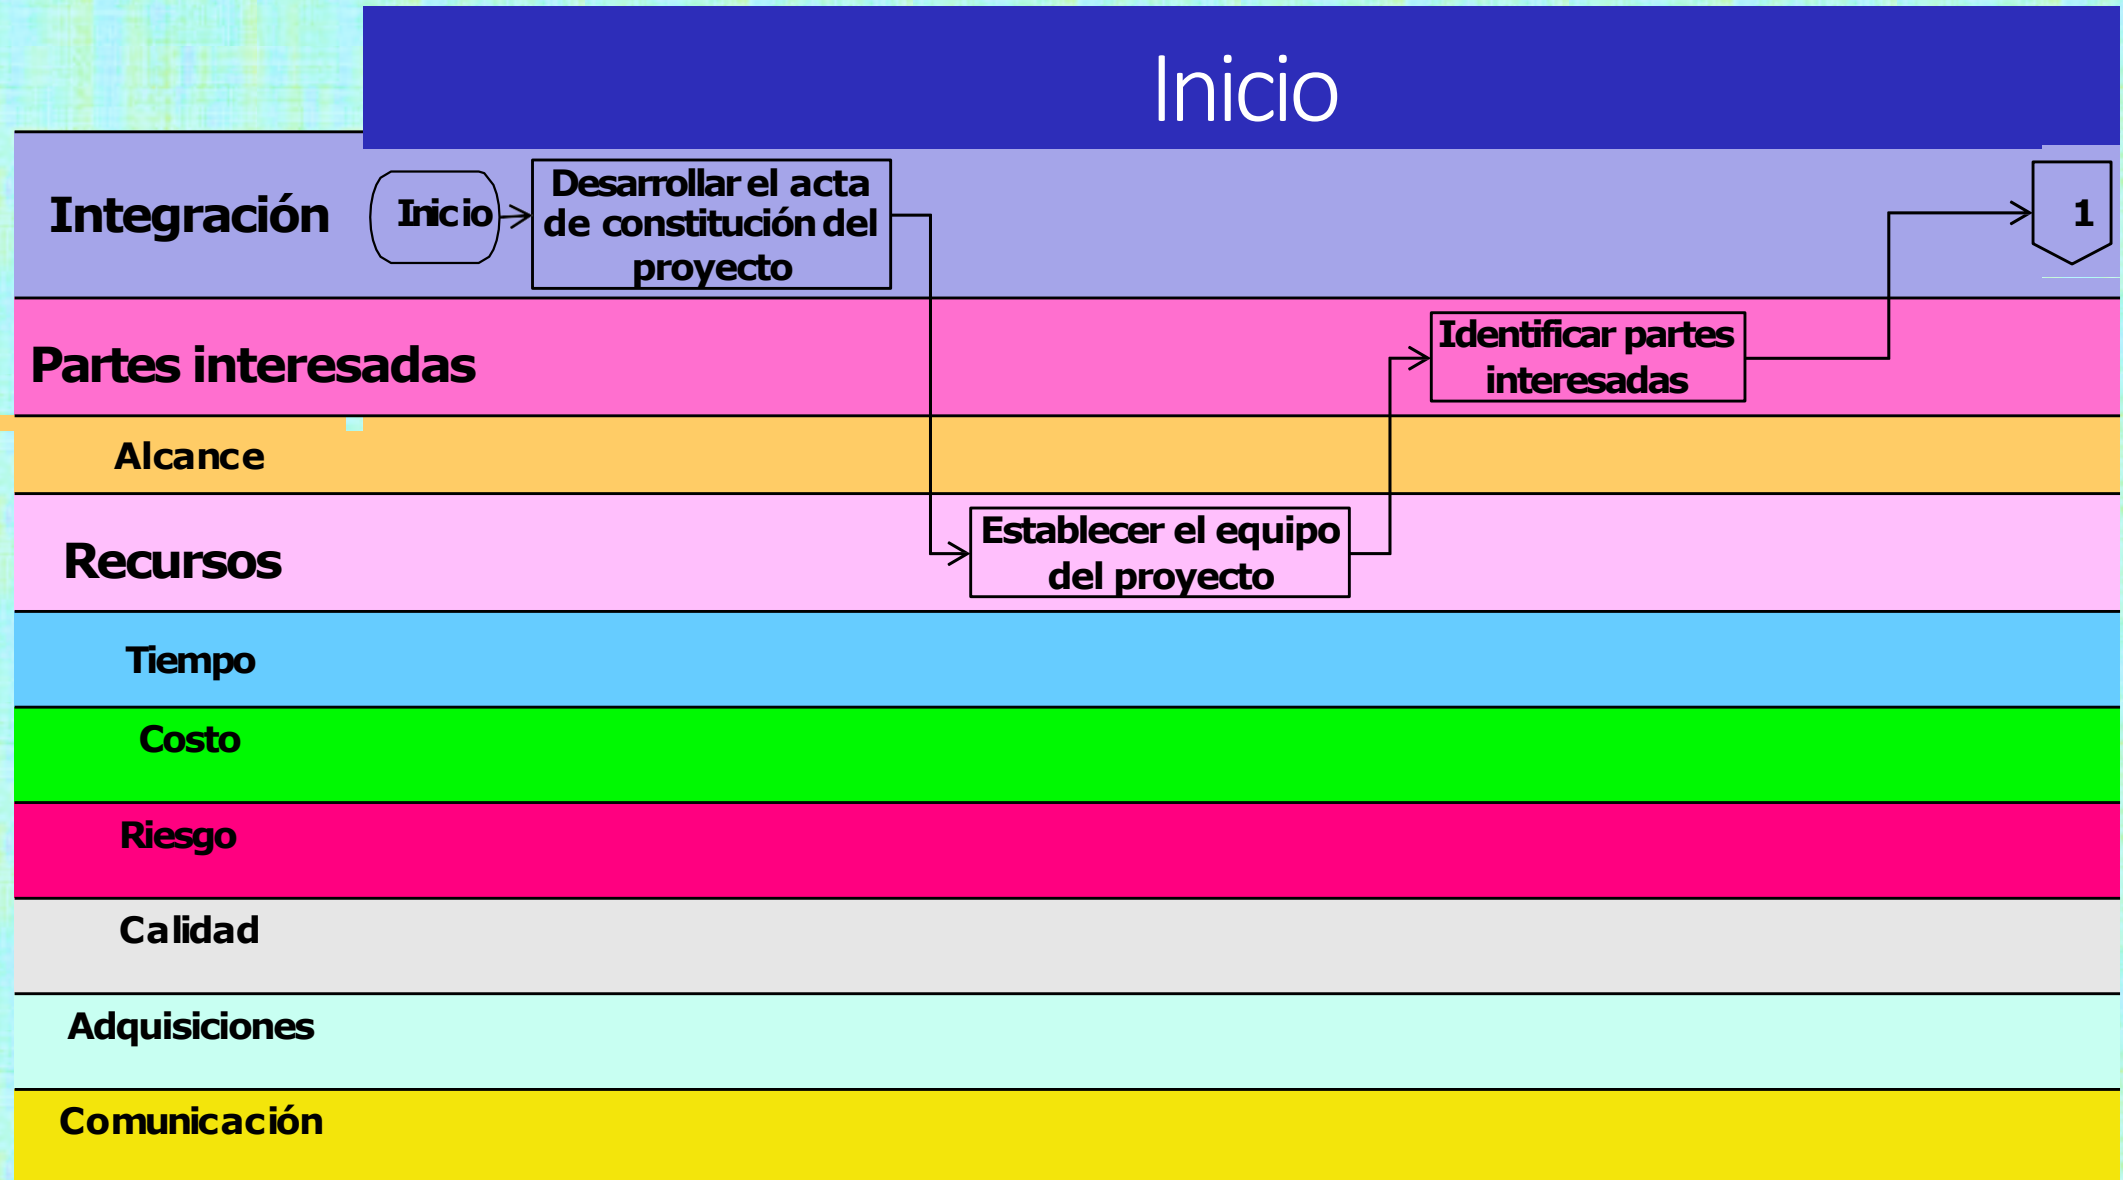 Inicio
Integración
Inicio
Desarrollar el acta
de constitución del
proyecto
1
Partes interesadas
Identificar partes
interesadas
Alcance
Recursos
Establecer el equipo
del proyecto
Tiempo
Costo
Riesgo
Calidad
Adquisiciones
Comunicación